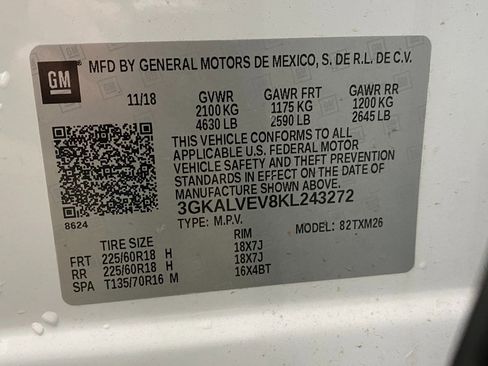 GM
® MFD BY GENERAL MOTORS DE MEXICO, S. DE R.L. DE C.V.
11/18 GVWR GAWR FRT GAWR RR
2100 KG 1175 KG 1200 KG
4630 LB 2590 LB 2645 LB
THIS VEHICLE CONFORMS TO ALL
APPLICABLE U.S. FEDERAL MOTOR
VEHICLE SAFETY AND THEFT PREVENTION
STANDARDS IN EFFECT ON THE DATE OF
MANUFACTURE SHOWN ABOVE.
8624 3GKALVEV8KL243272
TYPE: M.P.V. MODEL: 82TXM26
TIRE SIZE RIM
FRT 225/60R18 H 18X7J
RR 225/60R18 H 18X7J
SPA T135/70R16 M 16X4BT